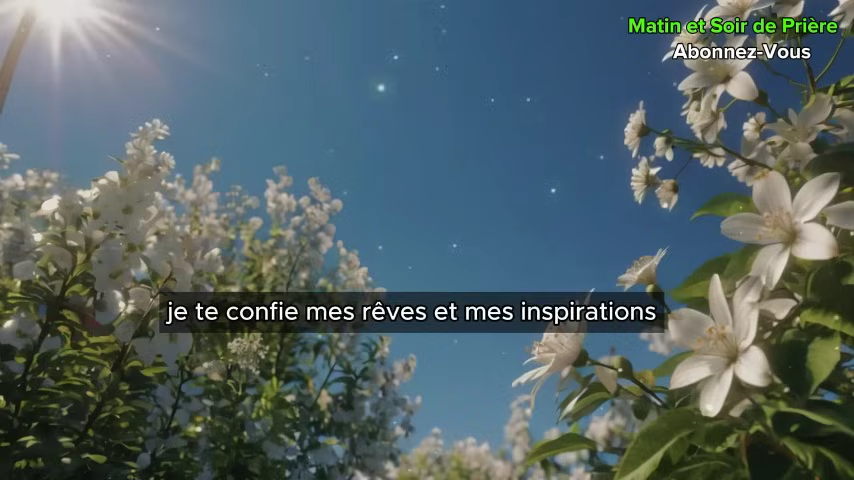 Matin et Soir de Prière
Abonnez-Vous
je te confie mes rêves et mes inspirations